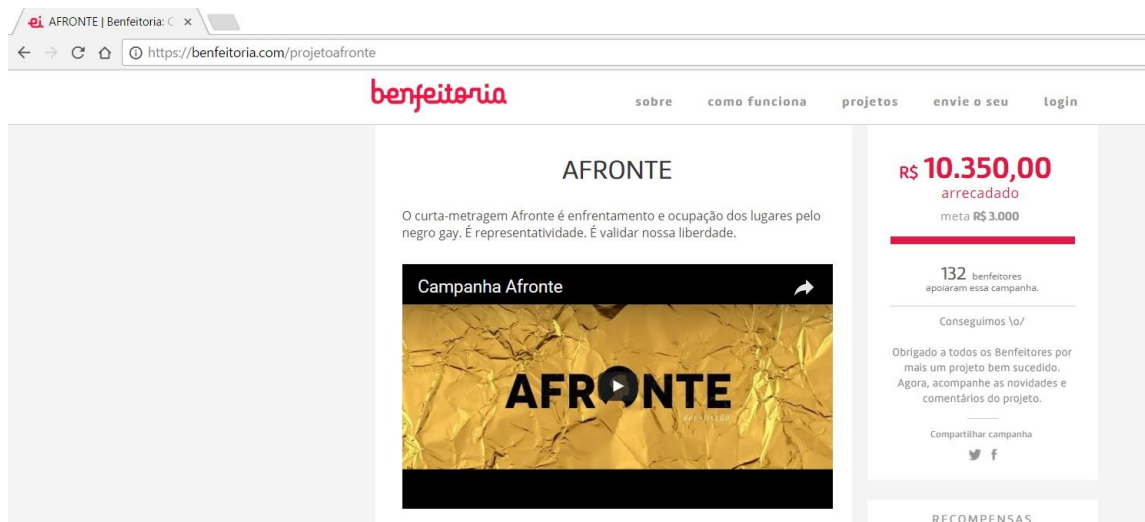 AFRONTE | Benfeitoria: C
https://benfeitoria.com/projetoafronte
benfeitoria
sobre como funciona projetos envie o seu login
AFRONTE
O curta-metragem Afronte é enfrentamento e ocupação dos lugares pelo
negro gay. É representatividade. É validar nossa liberdade.
Campanha Afronte
AFRONTE
R$ 10.350,00
arrecadado
meta R$ 3.000
132 benfeitores
apoiaram essa campanha.
Conseguimos \o/
Obrigado a todos os Benfeitores por
mais um projeto bem sucedido.
Agora, acompanhe as novidades e
comentários do projeto.
Compartilhar campanha
RECOMPENSAS